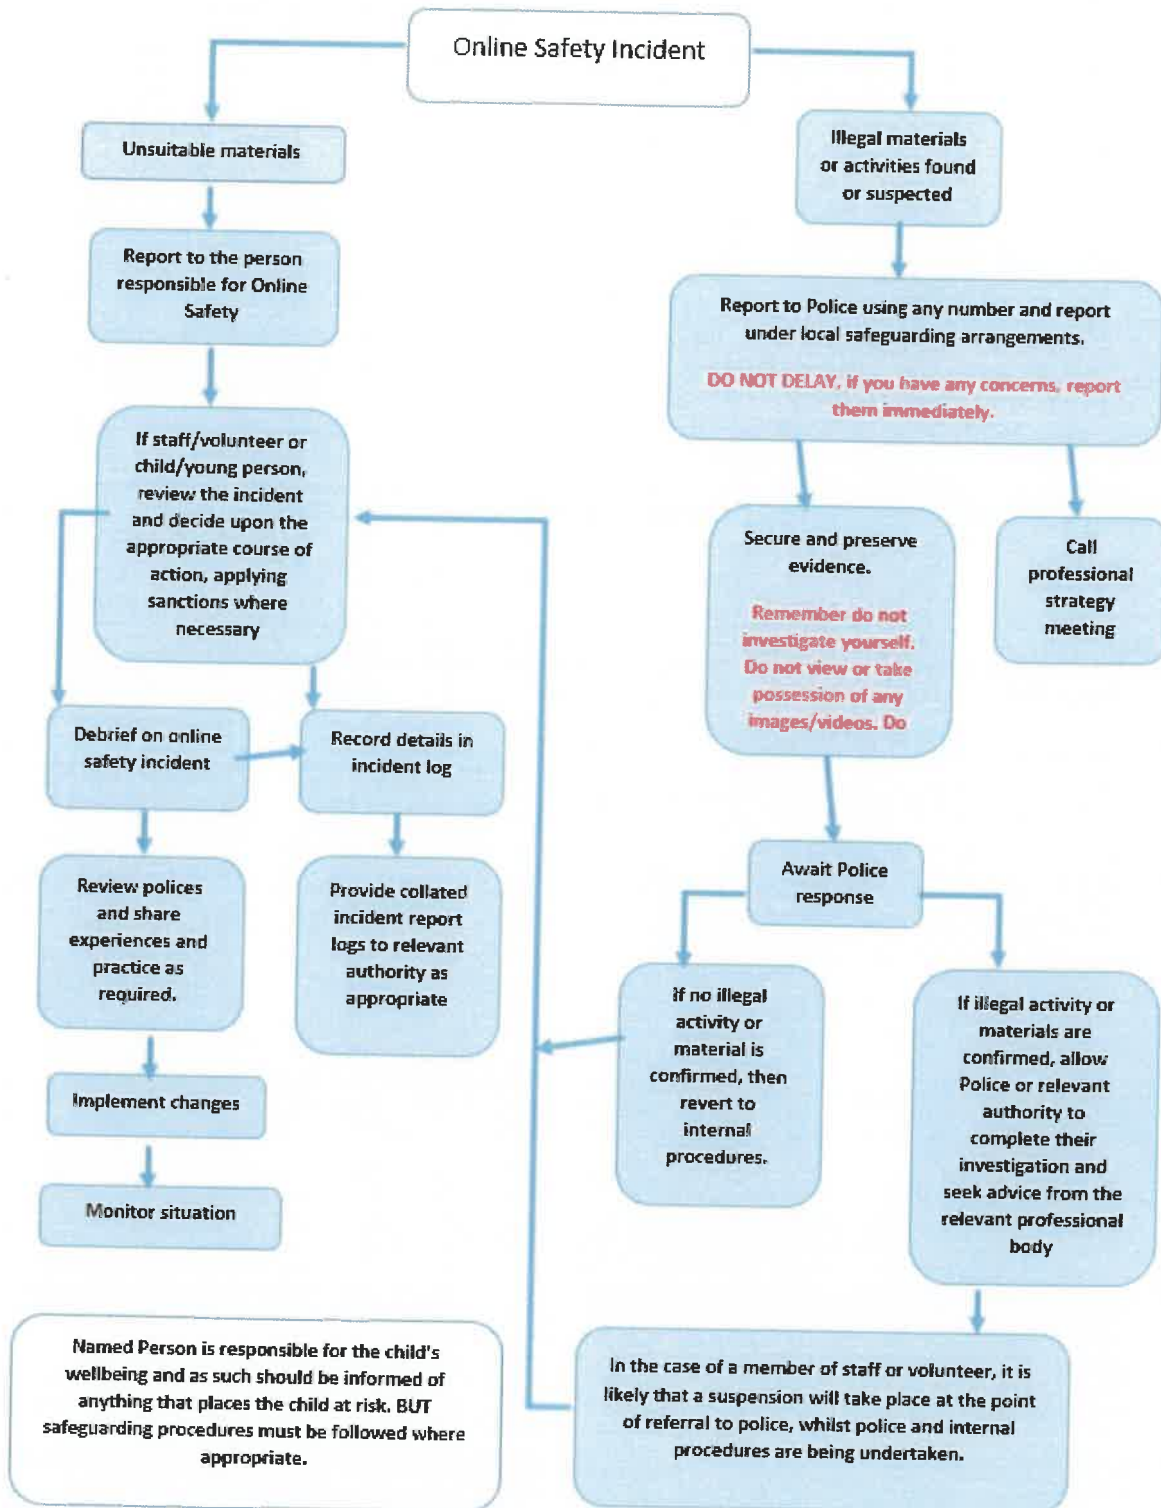 Online Safety Incident
Unsuitable materials
Report to the person
responsible for Online
Safety
If staff/volunteer or
child/young person,
review the incident
and decide upon the
appropriate course of
action, applying
sanctions where
necessary
Debrief on online
safety incident
Record details in
incident log
Review polices
and share
experiences and
practice as
required.
Provide collated
incident report
logs to relevant
authority as
appropriate
Implement changes
Monitor situation
Illegal materials
or activities found
or suspected
Report to Police using any number and report
under local safeguarding arrangements.
DO NOT DELAY, if you have any concerns, report
them immediately.
Secure and preserve
evidence.
Remember do not
investigate yourself.
Do not view or take
possession of any
images/videos. Do
Call
professional
strategy
meeting
Await Police
response
If no illegal
activity or
material is
confirmed, then
revert to
internal
procedures.
If illegal activity or
materials are
confirmed, allow
Police or relevant
authority to
complete their
investigation and
seek advice from the
relevant professional
body
Named Person is responsible for the child's
wellbeing and as such should be informed of
anything that places the child at risk. BUT
safeguarding procedures must be followed where
appropriate.
In the case of a member of staff or volunteer, it is
likely that a suspension will take place at the point
of referral to police, whilst police and internal
procedures are being undertaken.